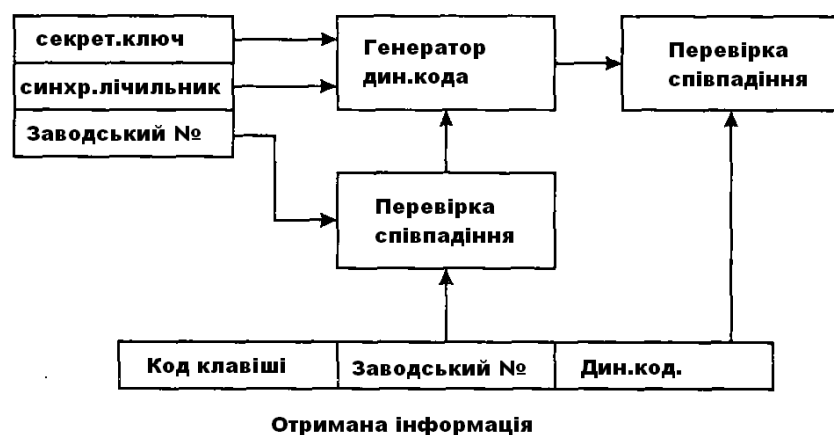 секрет.ключ
синхр.лічильник
Заводський №
Генератор
дин.кода
Перевірка
співпадіння
Перевірка
співпадіння
Код клавіші
Заводський №
Дин.код.
Отримана інформація